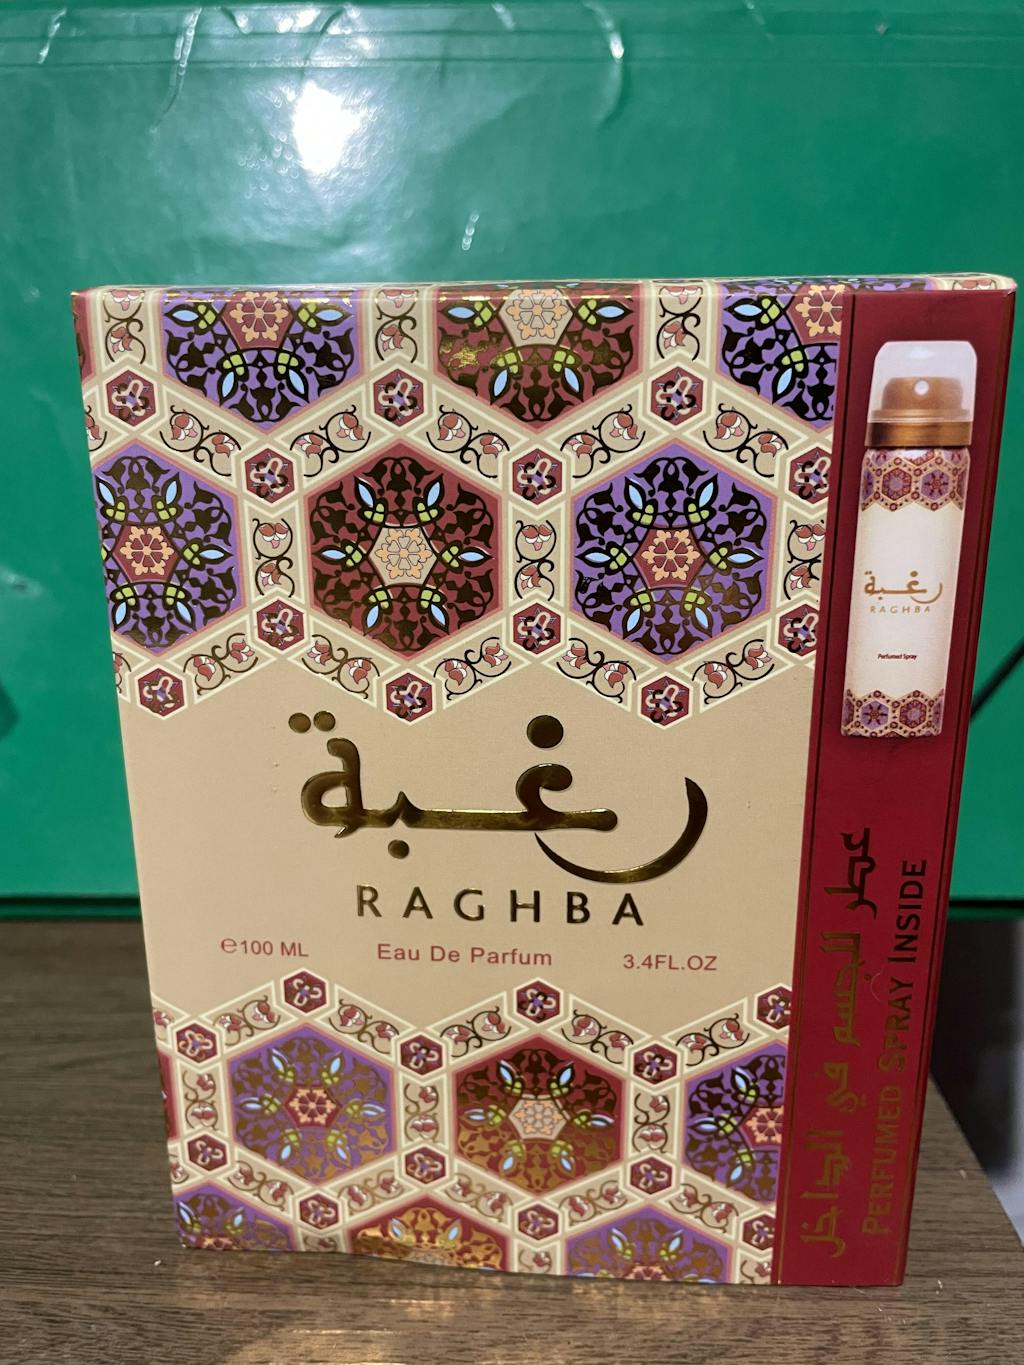 رغبة
RAGHBA
℮100 ML
Eau De Parfum
3.4FL.OZ
رغبة
RAGHBA
Perfumed Spray
عطر للجسم في الداخل
PERFUMED SPRAY INSIDE